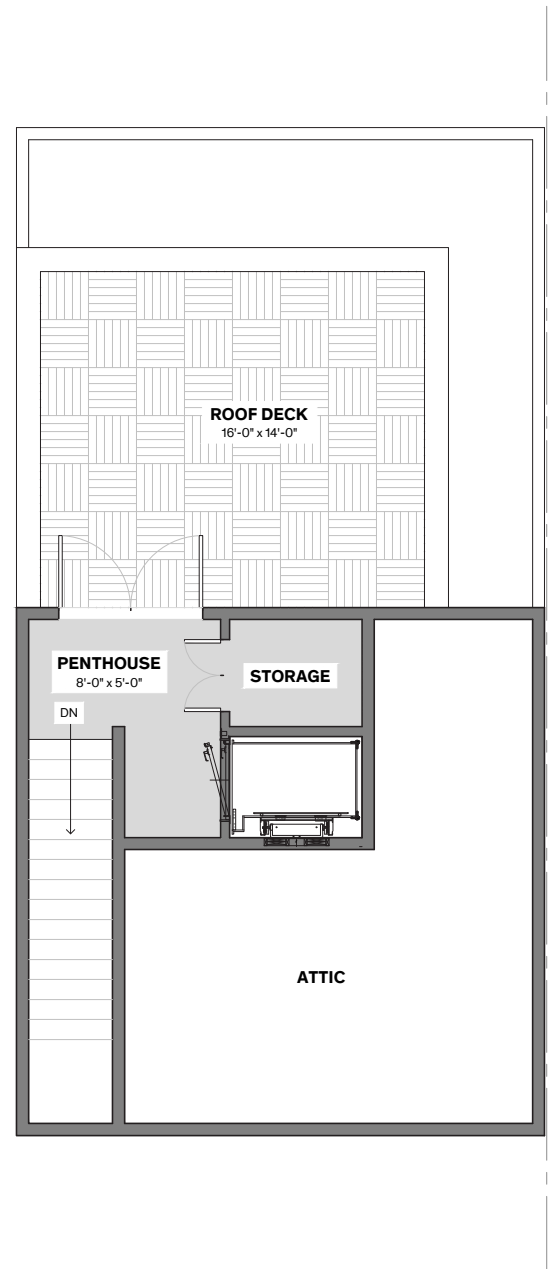 ROOF DECK
16'-0" x 14'-0"
PENTHOUSE
8'-0" x 5'-0"
STORAGE
DN
ATTIC